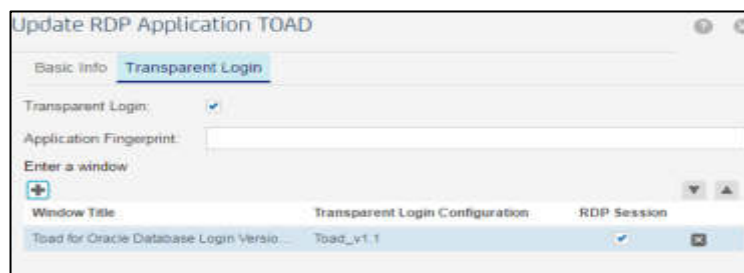 Update RDP Application TOAD
Basic Info Transparent Login
Transparent Login:
Application Fingerprint:
Enter a window
Window Title Transparent Login Configuration RDP Session
Toad for Oracle Database Login Versio... Toad_v1.1